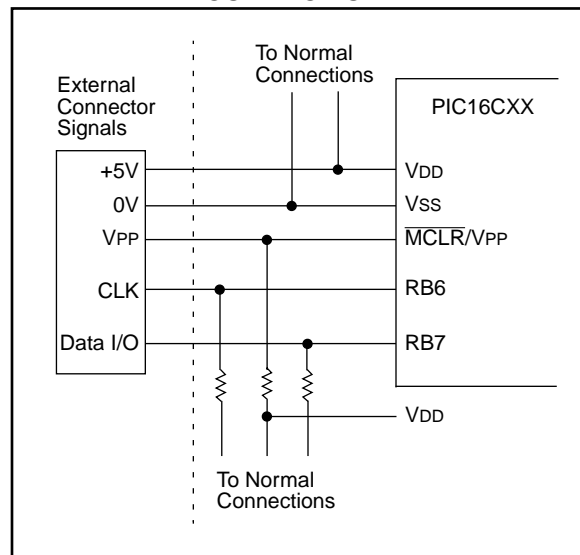 To Normal
Connections
External
Connector
Signals
PIC16CXX
+5V
VDD
0V
VSS
VPP
MCLR/VPP
CLK
RB6
Data I/O
RB7
VDD
To Normal
Connections